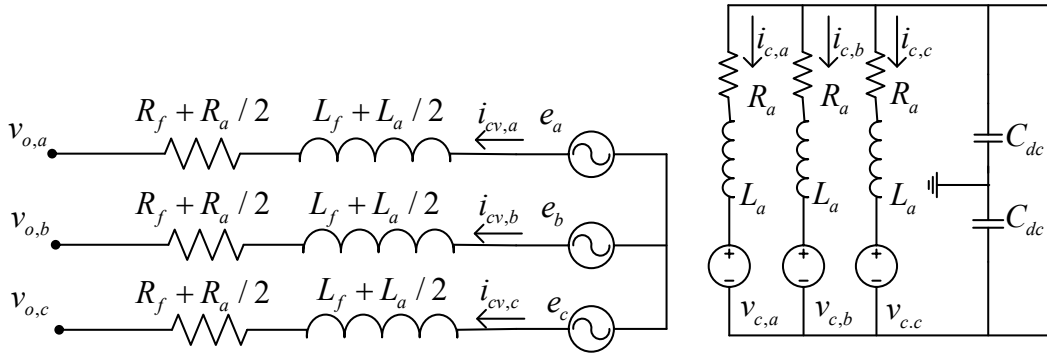 v_{o,a}
R_f + R_a / 2
L_f + L_a / 2
i_{cv,a}
e_a
v_{o,b}
R_f + R_a / 2
L_f + L_a / 2
i_{cv,b}
e_b
v_{o,c}
R_f + R_a / 2
L_f + L_a / 2
i_{cv,c}
e_c
i_{c,a}
i_{c,b}
i_{c,c}
R_a
R_a
R_a
C_{dc}
L_a
L_a
L_a
C_{dc}
+
-
+
-
+
-
v_{c,a}
v_{c,b}
v_{c.c}